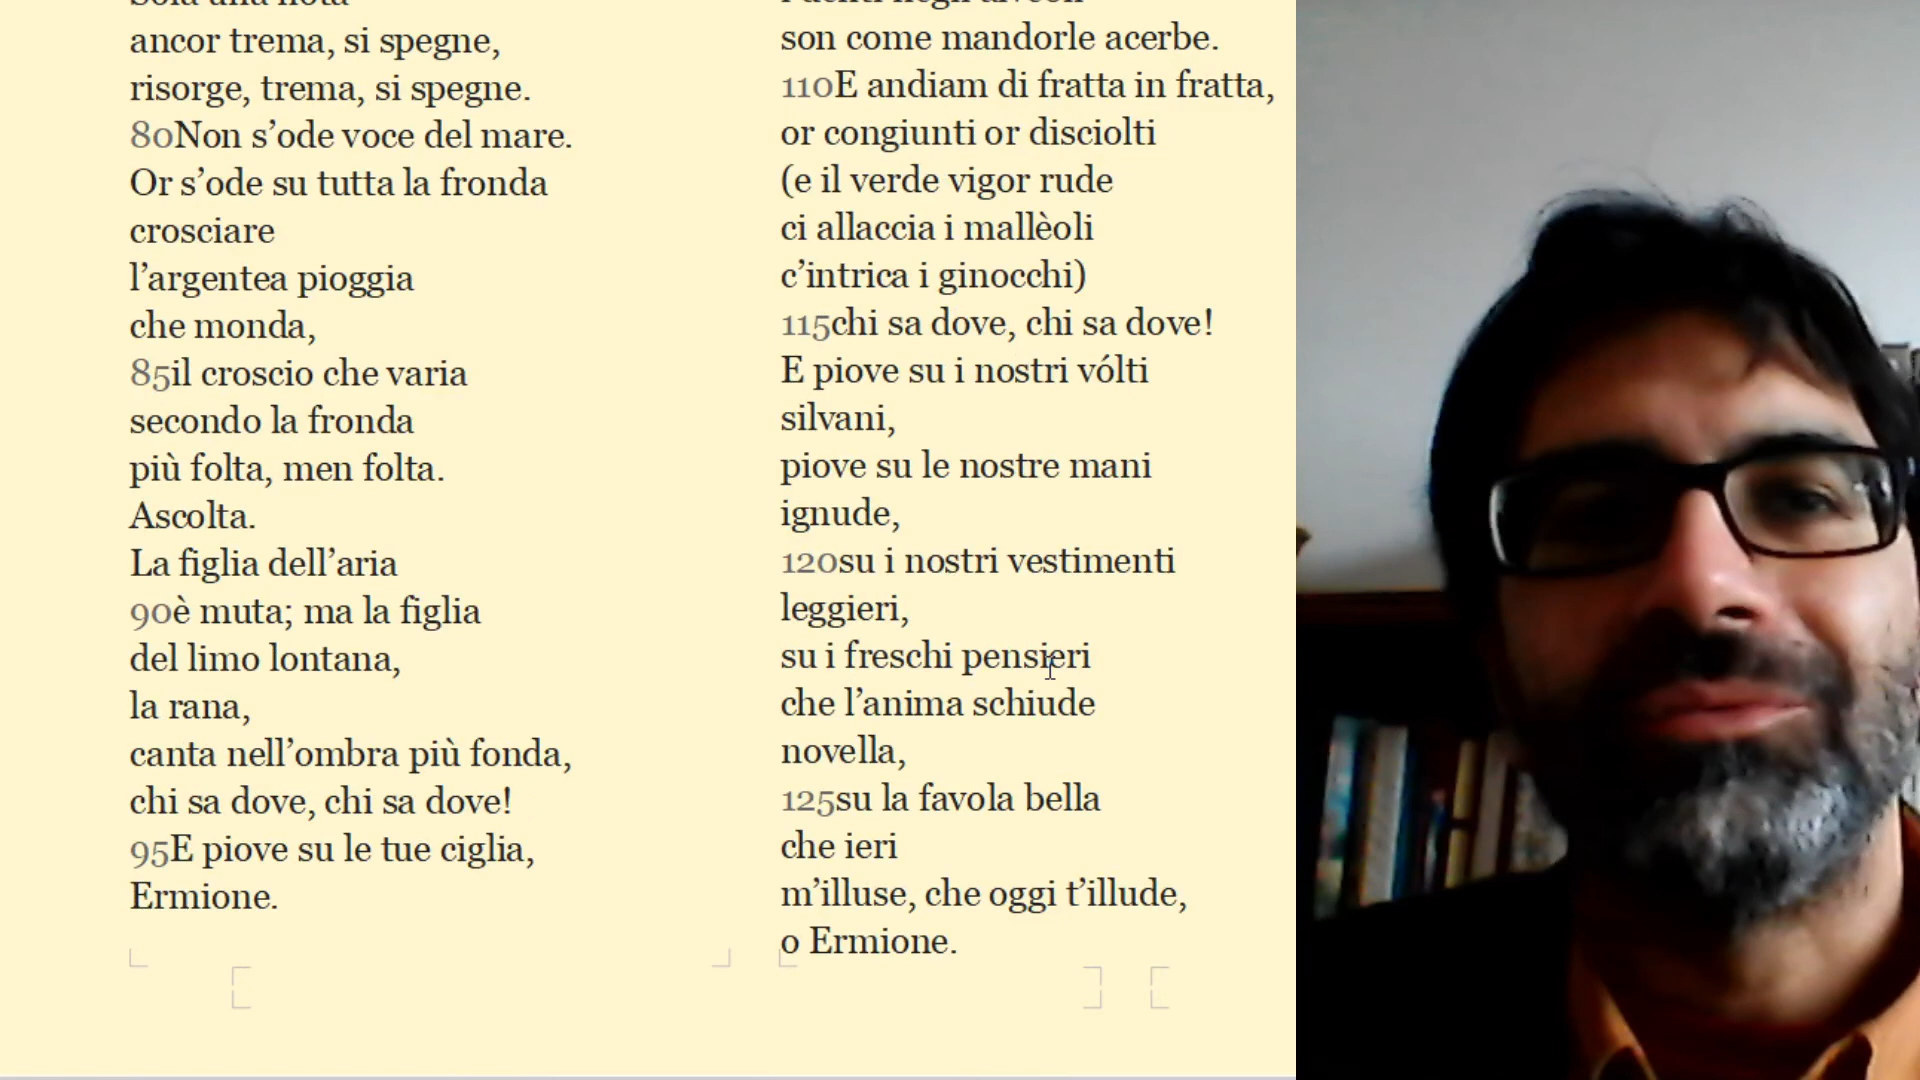 Sola una nota
ancor trema, si spegne,
risorge, trema, si spegne.
80Non s’ode voce del mare.
Or s’ode su tutta la fronda
crosciare
l’argentea pioggia
che monda,
85il croscio che varia
secondo la fronda
più folta, men folta.
Ascolta.
La figlia dell’aria
90è muta; ma la figlia
del limo lontana,
la rana,
canta nell’ombra più fonda,
chi sa dove, chi sa dove!
95E piove su le tue ciglia,
Ermione.
i denti negli alvèoli
son come mandorle acerbe.
110E andiam di fratta in fratta,
or congiunti or disciolti
(e il verde vigor rude
ci allaccia i mallèoli
c’intrica i ginocchi)
115chi sa dove, chi sa dove!
E piove su i nostri vólti
silvani,
piove su le nostre mani
ignude,
120su i nostri vestimenti
leggieri,
su i freschi pensieri
che l’anima schiude
novella,
125su la favola bella
che ieri
m’illuse, che oggi t’illude,
o Ermione.